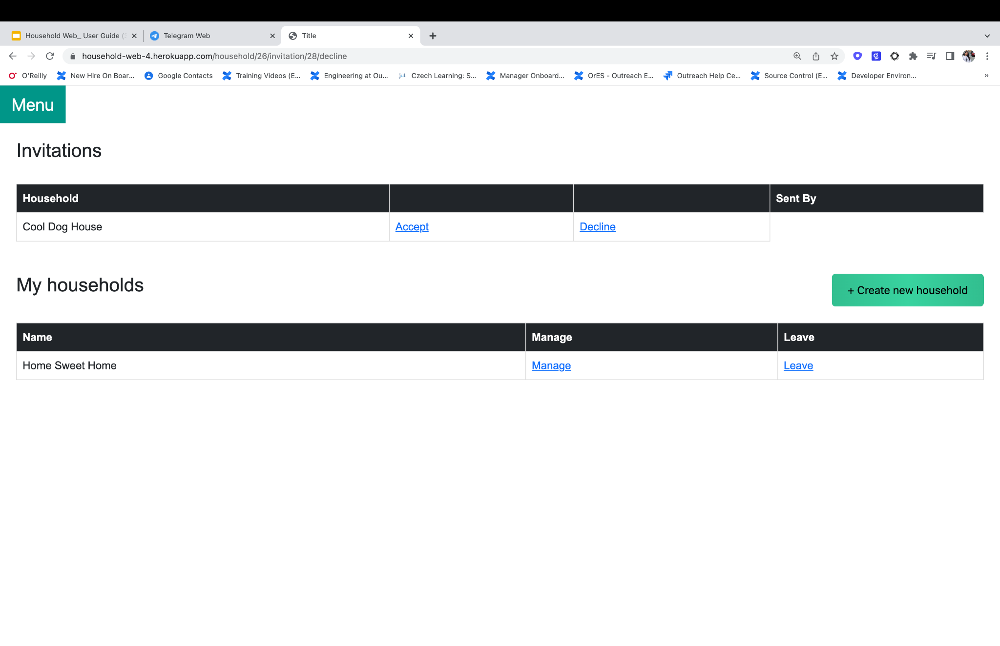 Household Web_ User Guide (
Telegram Web
Title
household-web-4.herokuapp.com/household/26/invitation/28/decline
O'Reilly
New Hire On Boar...
Google Contacts
Training Videos (E...
Engineering at Ou...
Czech Learning: S...
Manager Onboard...
OrES - Outreach E...
Outreach Help Ce...
Source Control (E...
Developer Environ...
»
Menu
Invitations
Household Sent By
Cool Dog House Accept Decline
My households
+ Create new household
Name Manage Leave
Home Sweet Home Manage Leave